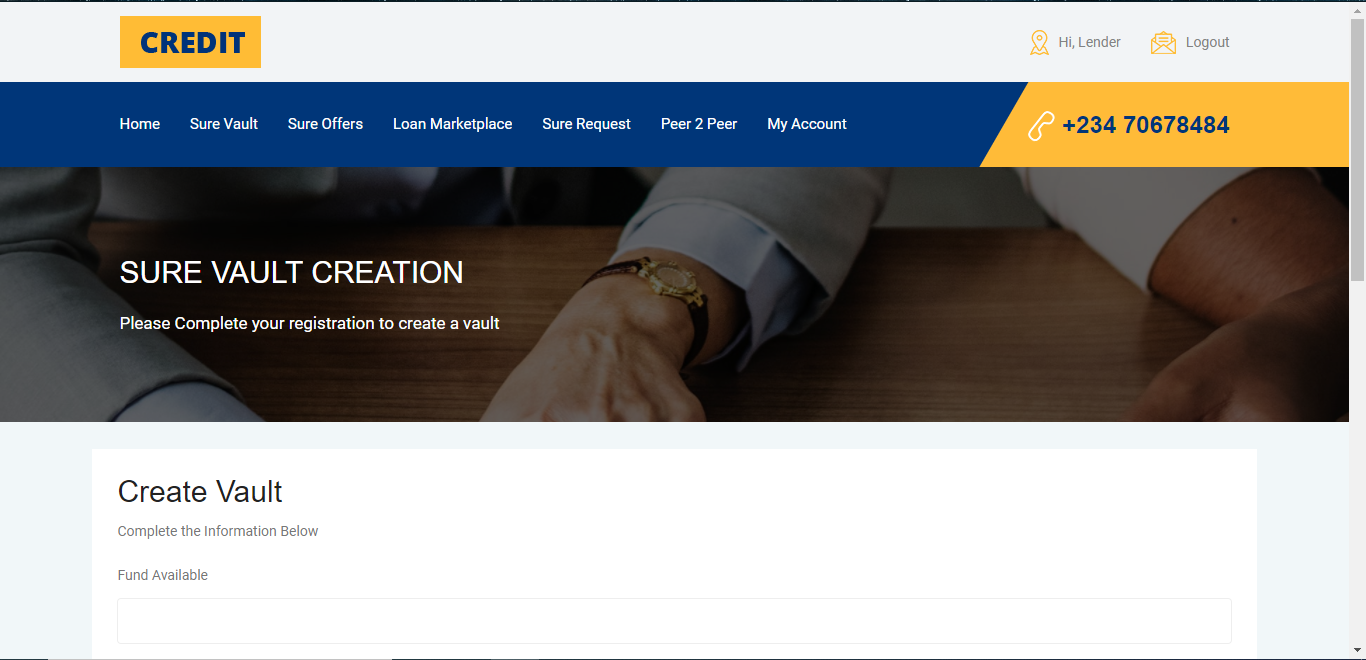 CREDIT
Hi, Lender
Logout
Home
Sure Vault
Sure Offers
Loan Marketplace
Sure Request
Peer 2 Peer
My Account
+234 70678484
SURE VAULT CREATION
Please Complete your registration to create a vault
Create Vault
Complete the Information Below
Fund Available